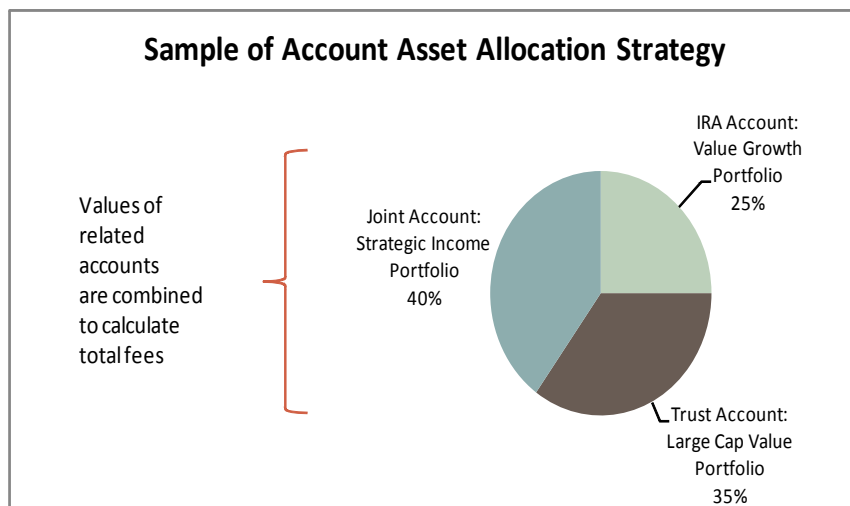 Sample of Account Asset Allocation Strategy
Values of
related
accounts
are combined
to calculate
total fees
Joint Account:
Strategic Income
Portfolio
40%
IRA Account:
Value Growth
Portfolio
25%
Trust Account:
Large Cap Value
Portfolio
35%